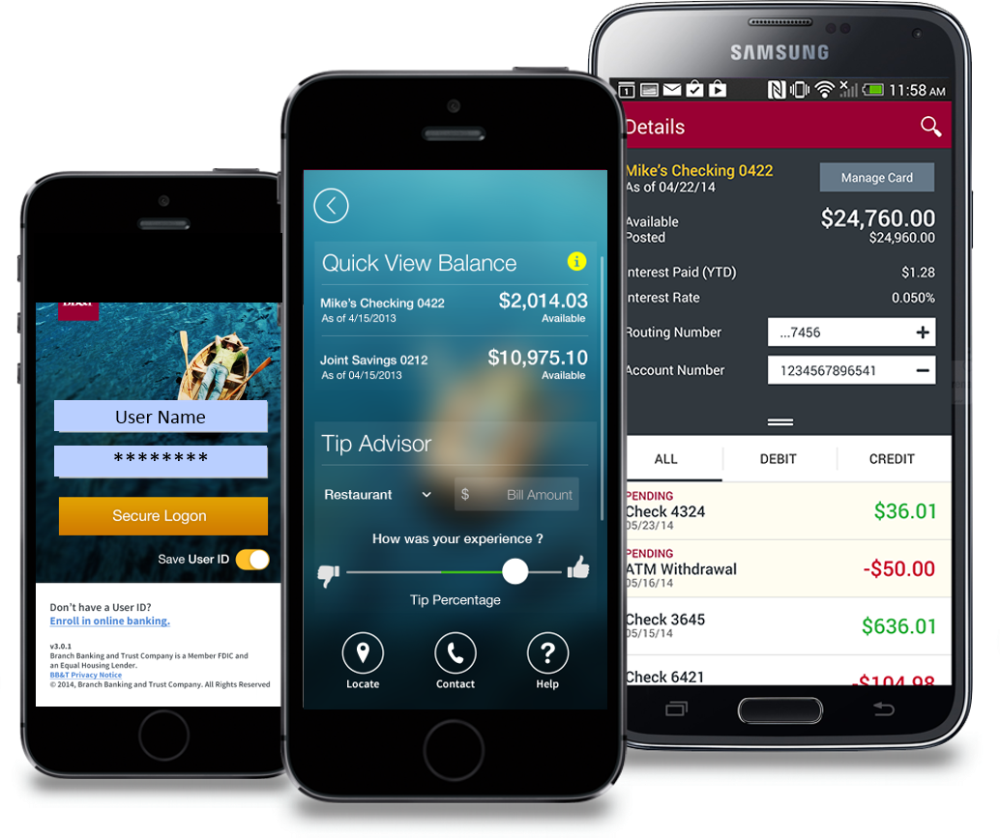 User Name
********
Secure Logon
Save User ID
Don't have a User ID?
Enroll in online banking.
v3.0.1
Branch Banking and Trust Company is a Member FDIC and
an Equal Housing Lender.
BB&T Privacy Notice
© 2014, Branch Banking and Trust Company. All Rights Reserved
Quick View Balance
i
Mike's Checking 0422 $2,014.03
As of 4/15/2013 Available
Joint Savings 0212 $10,975.10
As of 04/15/2013 Available
Tip Advisor
Restaurant $ Bill Amount
How was your experience ?
Tip Percentage
?
Locate Contact Help
SAMSUNG
1 11:58 AM
Details
Mike's Checking 0422 Manage Card
As of 04/22/14
Available $24,760.00
Posted $24,960.00
Interest Paid (YTD) $1.28
Interest Rate 0.050%
Routing Number ...7456 +
Account Number 1234567896541 −
ALL DEBIT CREDIT
PENDING
Check 4324 $36.01
05/23/14
PENDING
ATM Withdrawal -$50.00
05/16/14
Check 3645 $636.01
05/15/14
Check 6421 -$104.98